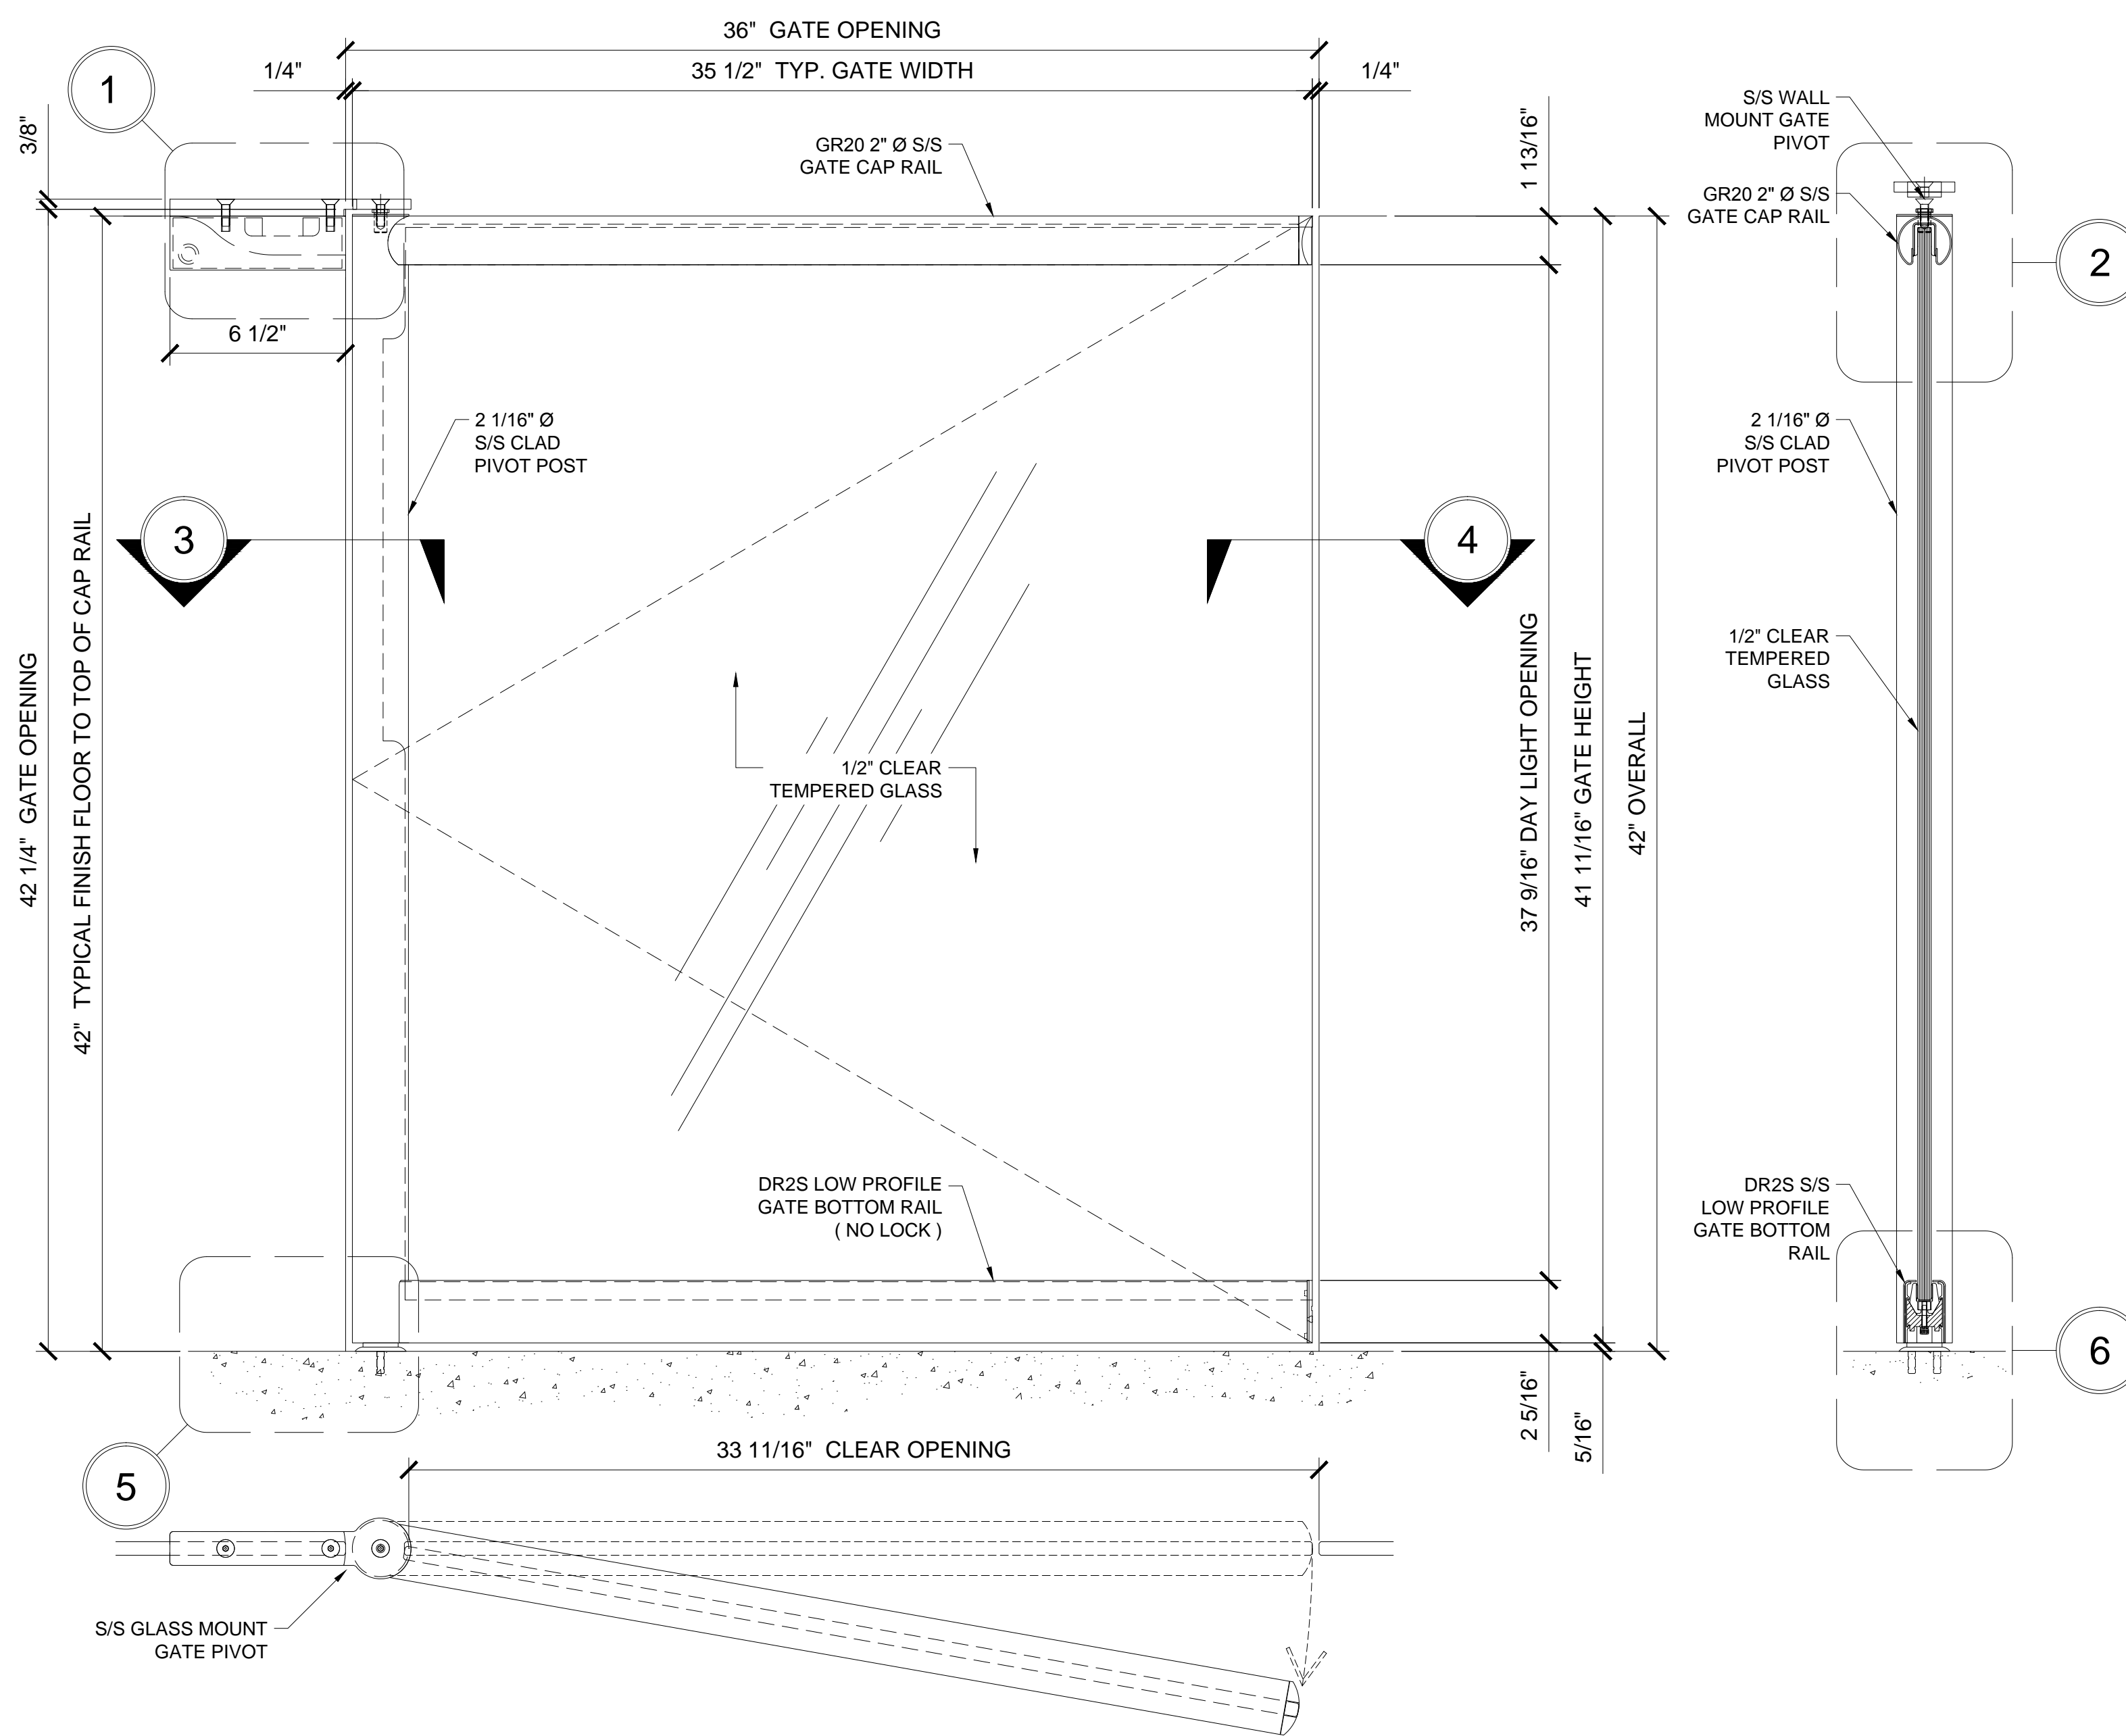 36" GATE OPENING
1/4"
35 1/2" TYP. GATE WIDTH
1/4"
1
3/8"
GR20 2" Ø S/S
GATE CAP RAIL
1 13/16"
S/S WALL
MOUNT GATE
PIVOT
GR20 2" Ø S/S
GATE CAP RAIL
2
6 1/2"
2 1/16" Ø
S/S CLAD
PIVOT POST
2 1/16" Ø
S/S CLAD
PIVOT POST
3
4
42 1/4" GATE OPENING
42" TYPICAL FINISH FLOOR TO TOP OF CAP RAIL
1/2" CLEAR
TEMPERED GLASS
37 9/16" DAY LIGHT OPENING
41 11/16" GATE HEIGHT
42" OVERALL
1/2" CLEAR
TEMPERED
GLASS
DR2S LOW PROFILE
GATE BOTTOM RAIL
( NO LOCK )
DR2S S/S
LOW PROFILE
GATE BOTTOM
RAIL
6
2 5/16"
5/16"
5
33 11/16" CLEAR OPENING
S/S GLASS MOUNT
GATE PIVOT